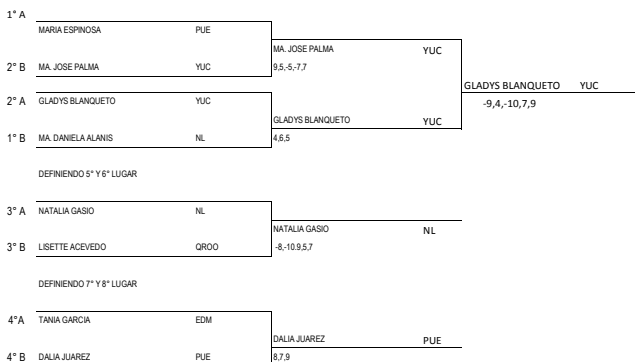 1° A
MARIA ESPINOSA PUE
MA. JOSE PALMA YUC
2° B MA. JOSE PALMA YUC 9,5,-5,-7,7
GLADYS BLANQUETO YUC
2° A GLADYS BLANQUETO YUC -9,4,-10,7,9
GLADYS BLANQUETO YUC
1° B MA. DANIELA ALANIS NL 4,6,5
DEFINIENDO 5° Y 6° LUGAR
3° A NATALIA GASIO NL
NATALIA GASIO NL
3° B LISETTE ACEVEDO QROO -8,-10.9,5,7
DEFINIENDO 7° Y 8° LUGAR
4°A TANIA GARCIA EDM
DALIA JUAREZ PUE
4° B DALIA JUAREZ PUE 8,7,9